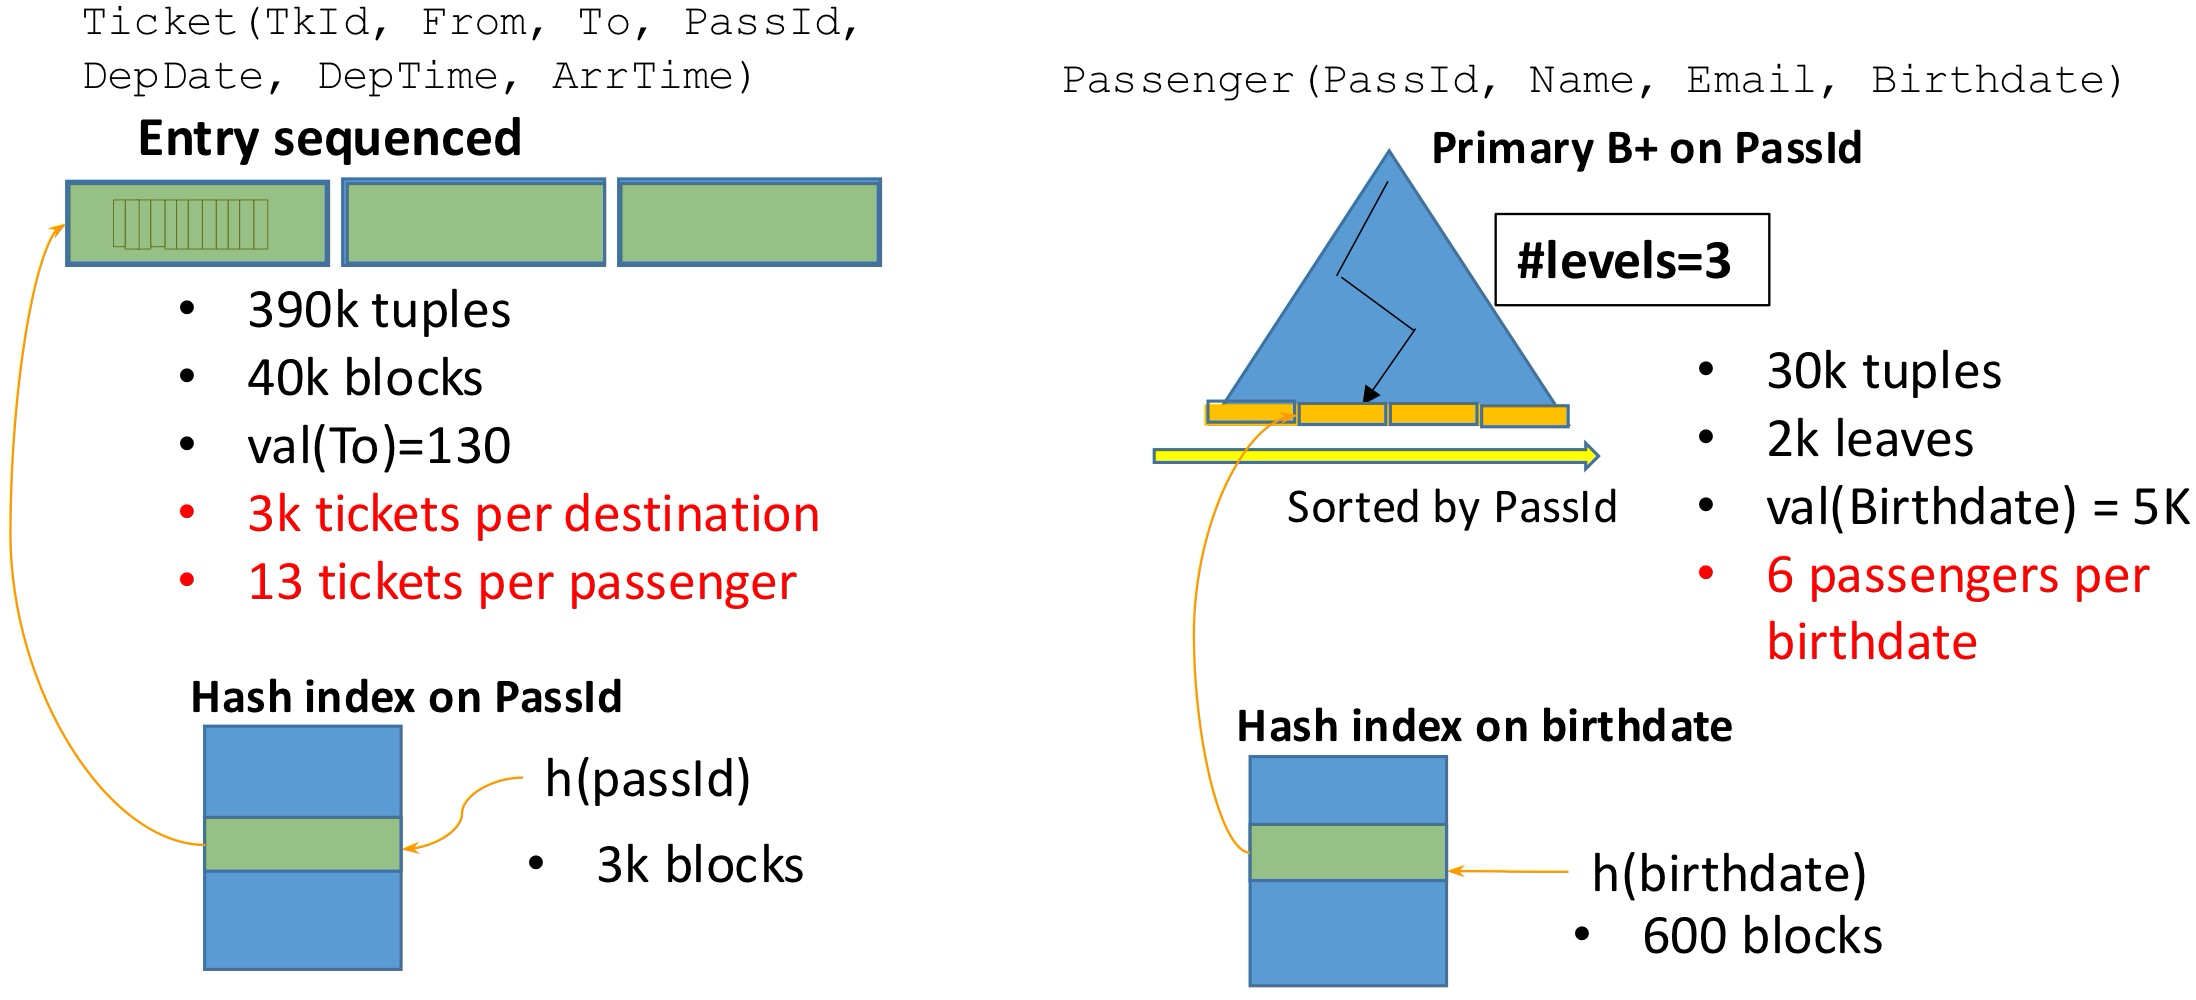 Ticket(TkId, From, To, PassId,
DepDate, DepTime, ArrTime)
Entry sequenced
• 390k tuples
• 40k blocks
• val(To)=130
• 3k tickets per destination
• 13 tickets per passenger
Hash index on PassId
h(passId)
• 3k blocks
Passenger(PassId, Name, Email, Birthdate)
Primary B+ on PassId
#levels=3
• 30k tuples
• 2k leaves
• val(Birthdate) = 5K
• 6 passengers per
birthdate
Sorted by PassId
Hash index on birthdate
h(birthdate)
• 600 blocks